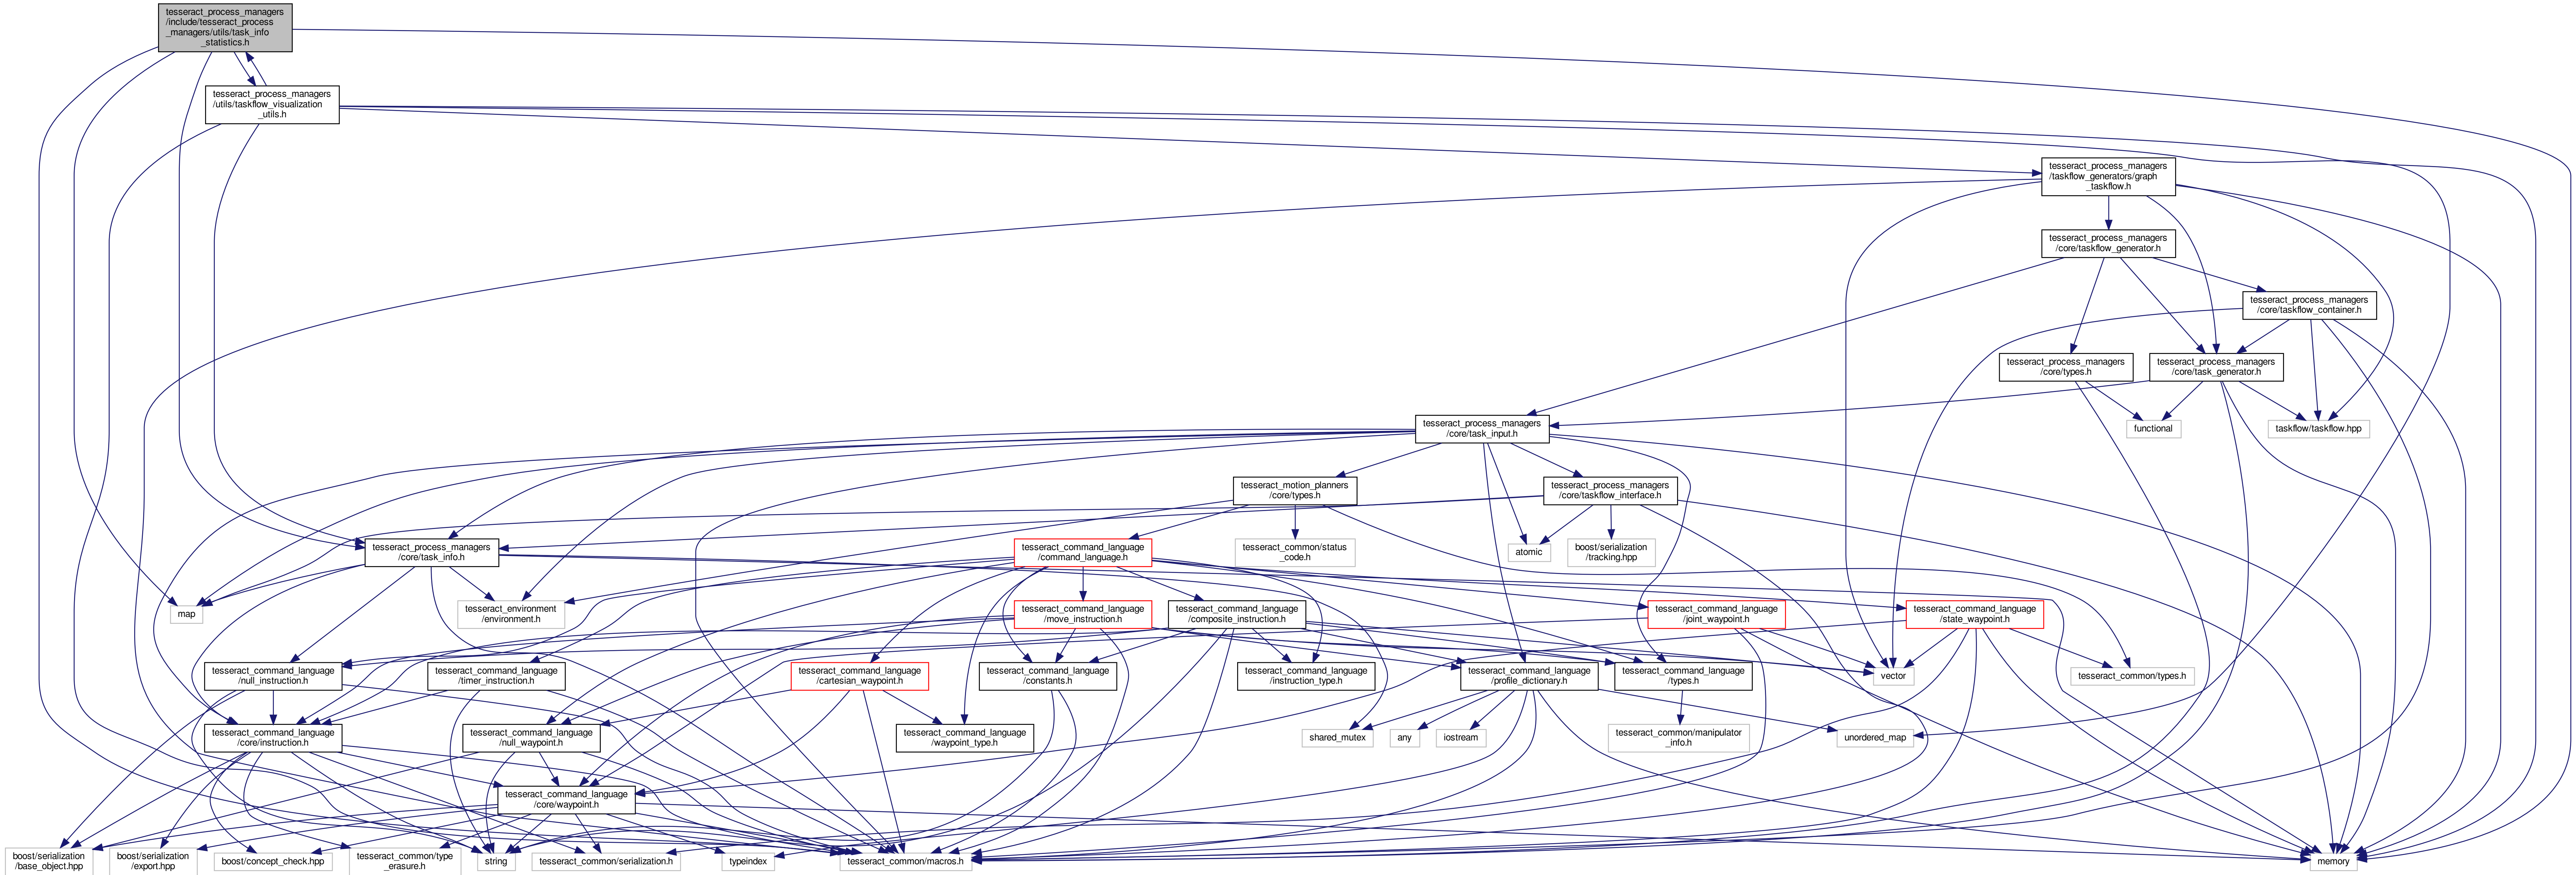 tesseract_process_managers
/include/tesseract_process
_managers/utils/task_info
_statistics.h
tesseract_process_managers
/utils/taskflow_visualization
_utils.h
tesseract_process_managers
/taskflow_generators/graph
_taskflow.h
tesseract_process_managers
/core/taskflow_generator.h
tesseract_process_managers
/core/taskflow_container.h
tesseract_process_managers
/core/types.h
tesseract_process_managers
/core/task_generator.h
tesseract_process_managers
/core/task_input.h
functional
taskflow/taskflow.hpp
tesseract_motion_planners
/core/types.h
tesseract_process_managers
/core/taskflow_interface.h
tesseract_process_managers
/core/task_info.h
tesseract_command_language
/command_language.h
tesseract_common/status
_code.h
atomic
boost/serialization
/tracking.hpp
map
tesseract_environment
/environment.h
tesseract_command_language
/move_instruction.h
tesseract_command_language
/composite_instruction.h
tesseract_command_language
/joint_waypoint.h
tesseract_command_language
/state_waypoint.h
tesseract_command_language
/null_instruction.h
tesseract_command_language
/timer_instruction.h
tesseract_command_language
/cartesian_waypoint.h
tesseract_command_language
/constants.h
tesseract_command_language
/instruction_type.h
tesseract_command_language
/profile_dictionary.h
tesseract_command_language
/types.h
vector
tesseract_common/types.h
tesseract_command_language
/core/instruction.h
tesseract_command_language
/null_waypoint.h
tesseract_command_language
/waypoint_type.h
shared_mutex
any
iostream
tesseract_common/manipulator
_info.h
unordered_map
tesseract_command_language
/core/waypoint.h
boost/serialization
/base_object.hpp
boost/serialization
/export.hpp
boost/concept_check.hpp
tesseract_common/type
_erasure.h
string
tesseract_common/serialization.h
typeindex
tesseract_common/macros.h
memory